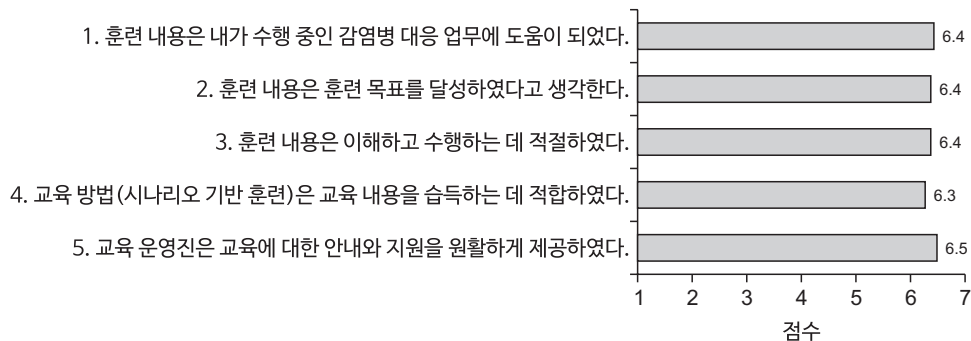 1. 훈련 내용은 내가 수행 중인 감염병 대응 업무에 도움이 되었다. 6.4
2. 훈련 내용은 훈련 목표를 달성하였다고 생각한다. 6.4
3. 훈련 내용은 이해하고 수행하는 데 적절하였다. 6.4
4. 교육 방법(시나리오 기반 훈련)은 교육 내용을 습득하는 데 적합하였다. 6.3
5. 교육 운영진은 교육에 대한 안내와 지원을 원활하게 제공하였다. 6.5
1 2 3 4 5 6 7
점수